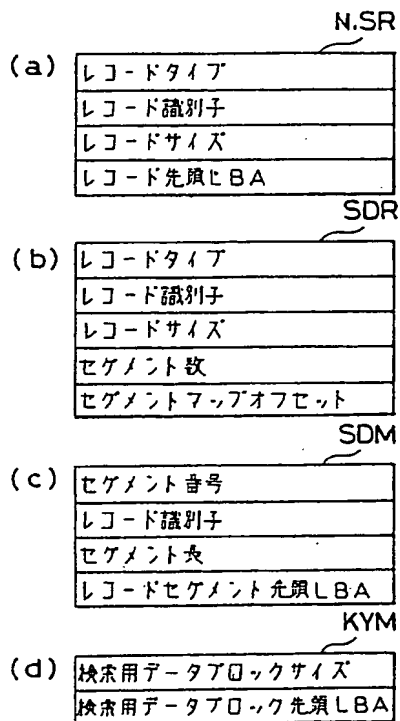 N.SR
(a)
レコードタイプ
レコード識別子
レコードサイズ
レコード先頭LBA
SDR
(b)
レコードタイプ
レコード識別子
レコードサイズ
セグメント数
セグメントマップオフセット
SDM
(c)
セグメント番号
レコード識別子
セグメント長
レコードセグメント先頭LBA
KYM
(d)
検索用データブロックサイズ
検索用データブロック先頭LBA